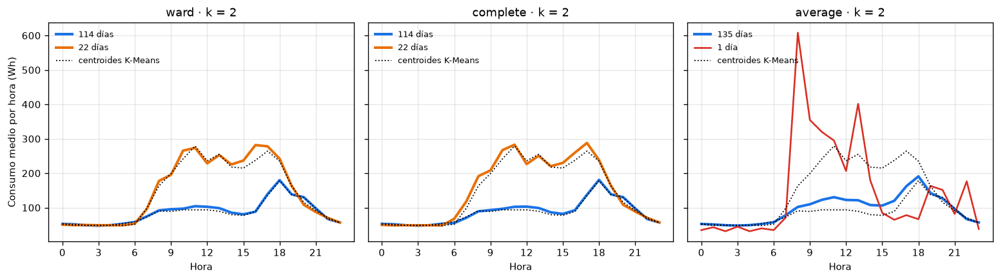 ward · k = 2
complete · k = 2
average · k = 2
Consumo medio por hora (Wh)
600
500
400
300
200
100
114 días
22 días
centroides K-Means
114 días
22 días
centroides K-Means
135 días
1 día
centroides K-Means
0 3 6 9 12 15 18 21
0 3 6 9 12 15 18 21
0 3 6 9 12 15 18 21
Hora
Hora
Hora